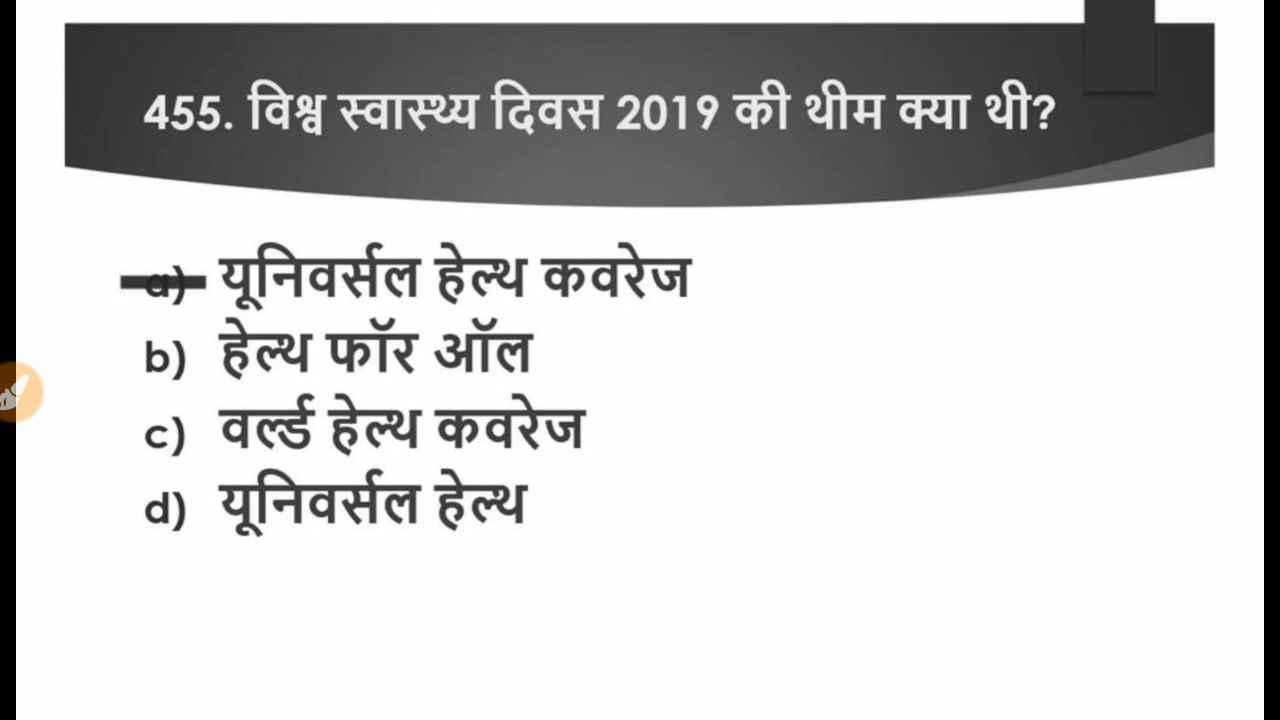 455. विश्व स्वास्थ्य दिवस 2019 की थीम क्या थी?
a) यूनिवर्सल हेल्थ कवरेज
b) हेल्थ फॉर ऑल
c) वर्ल्ड हेल्थ कवरेज
d) यूनिवर्सल हेल्थ